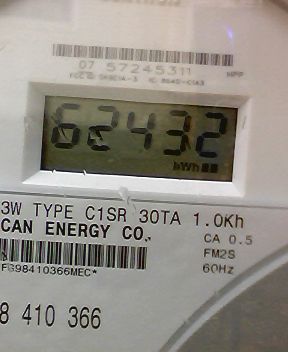 07 57245311
62432
kWh
3W TYPE C1SR 30TA 1.0Kh
CAN ENERGY CO.
CA 0.5
FM2S
60Hz
8 410 366